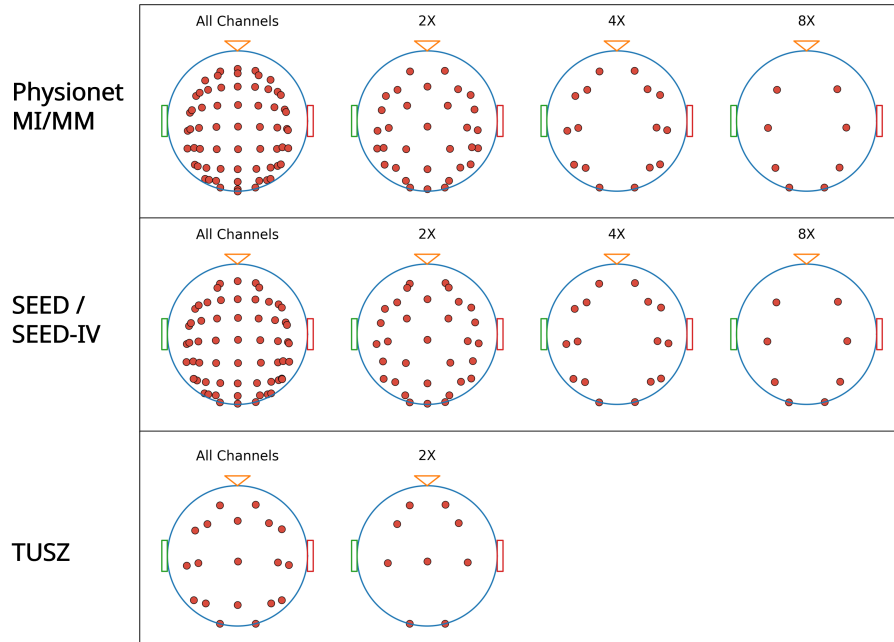 All Channels 2X 4X 8X
Physionet
MI/MM
All Channels 2X 4X 8X
SEED /
SEED-IV
All Channels 2X
TUSZ